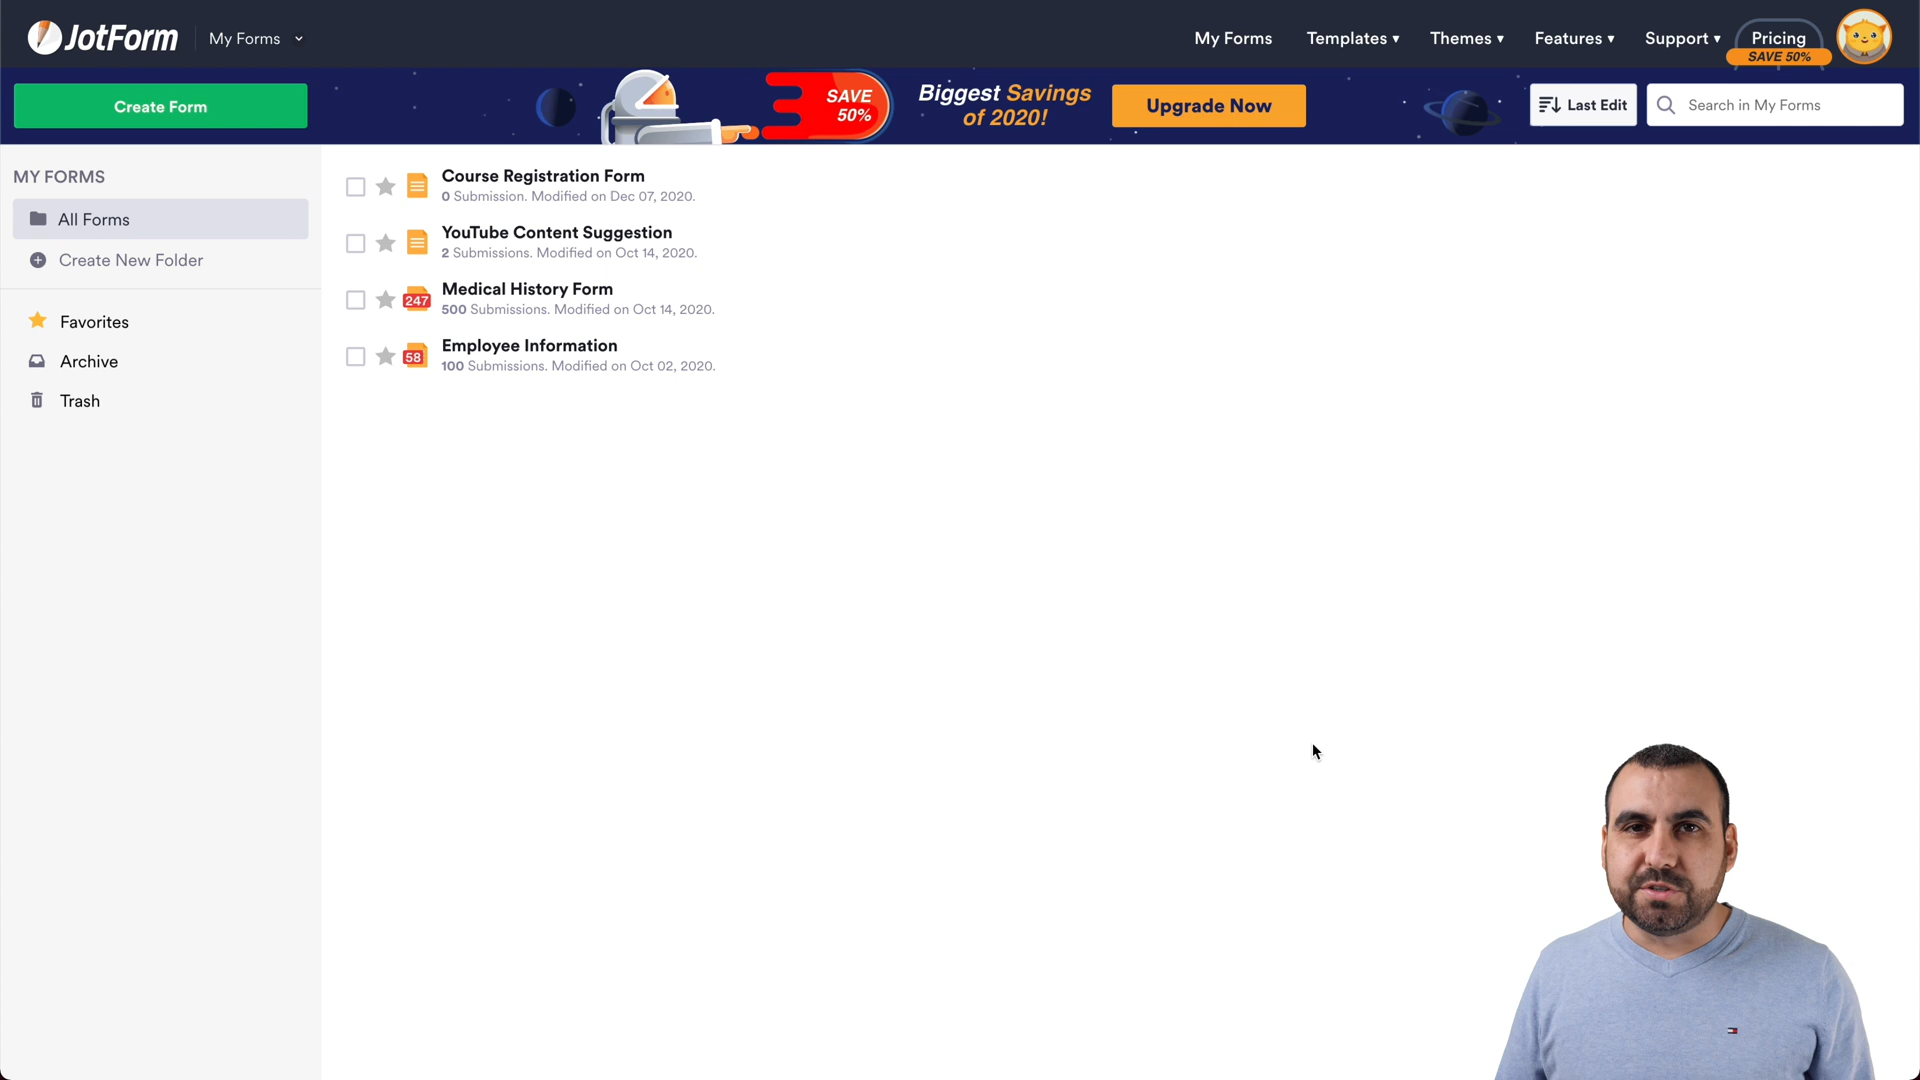 JotForm
My Forms
My Forms
Templates ▾
Themes ▾
Features ▾
Support ▾
Pricing
SAVE 50%
Create Form
SAVE
50%
Biggest Savings
of 2020!
Upgrade Now
Last Edit
Search in My Forms
MY FORMS
All Forms
Create New Folder
Favorites
Archive
Trash
Course Registration Form
0 Submission. Modified on Dec 07, 2020.
YouTube Content Suggestion
2 Submissions. Modified on Oct 14, 2020.
247
Medical History Form
500 Submissions. Modified on Oct 14, 2020.
58
Employee Information
100 Submissions. Modified on Oct 02, 2020.